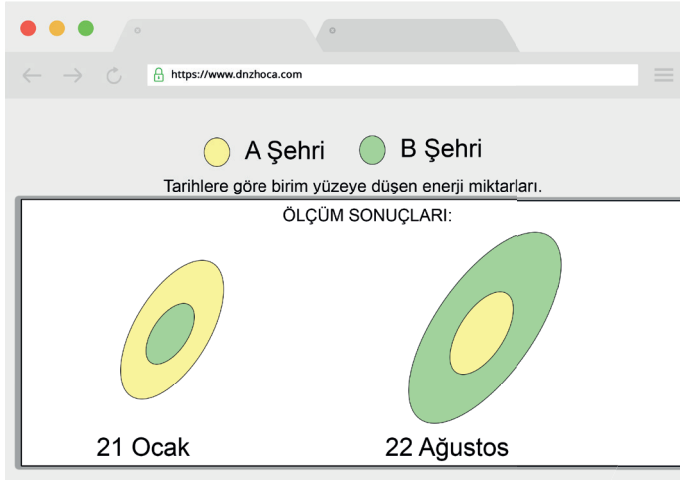 https://www.dnzhoca.com
A Şehri B Şehri
Tarihlere göre birim yüzeye düşen enerji miktarları.
ÖLÇÜM SONUÇLARI:
21 Ocak 22 Ağustos